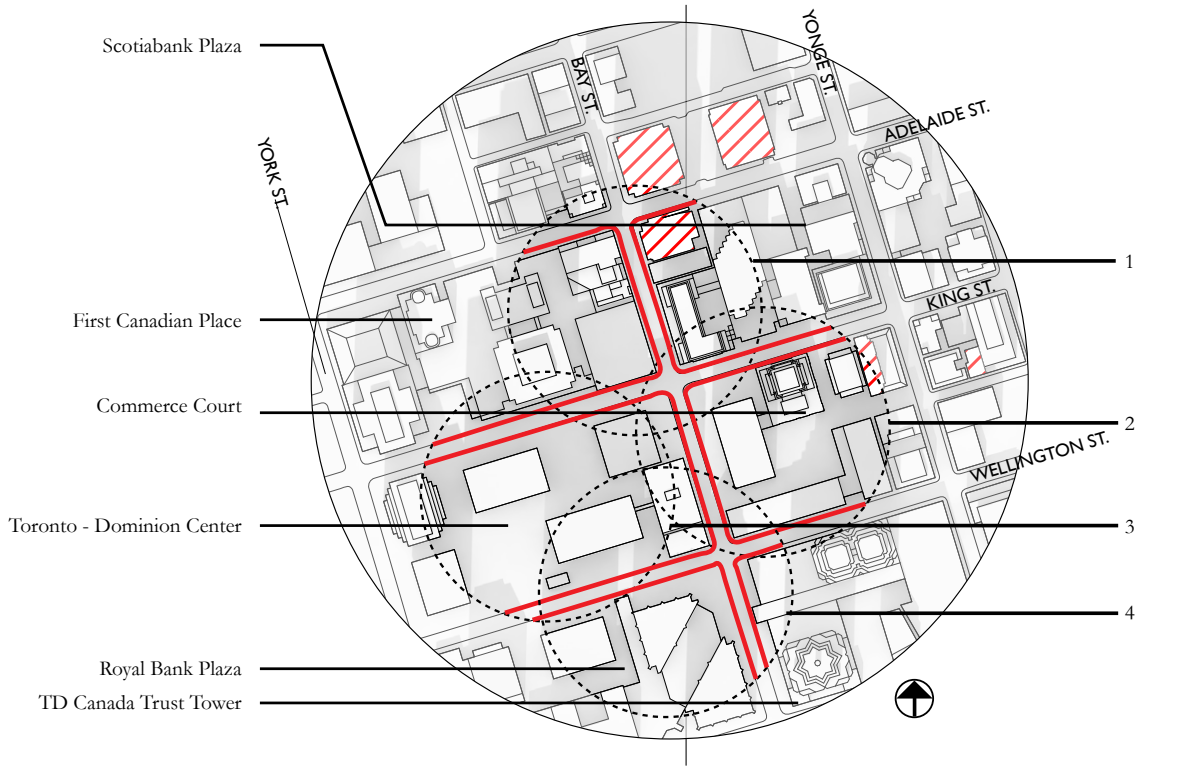 Scotiabank Plaza
BAY ST.
YONGE ST.
ADELAIDE ST.
YORK ST.
1
First Canadian Place
KING ST.
Commerce Court
2
WELLINGTON ST.
Toronto - Dominion Center
3
4
Royal Bank Plaza
TD Canada Trust Tower